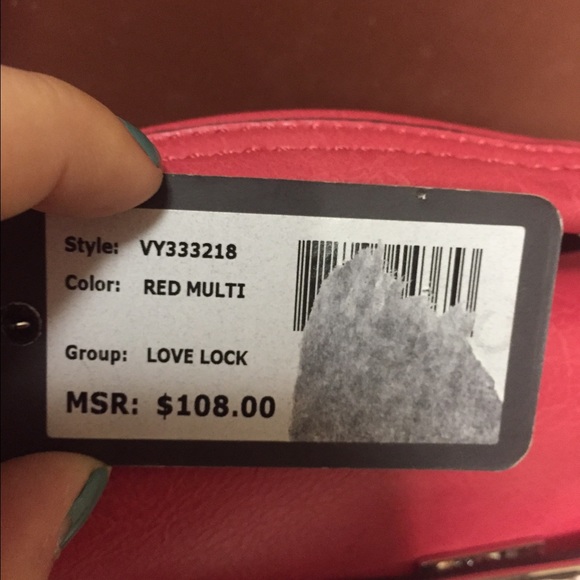 Style: VY333218
Color: RED MULTI
Group: LOVE LOCK
MSR: $108.00